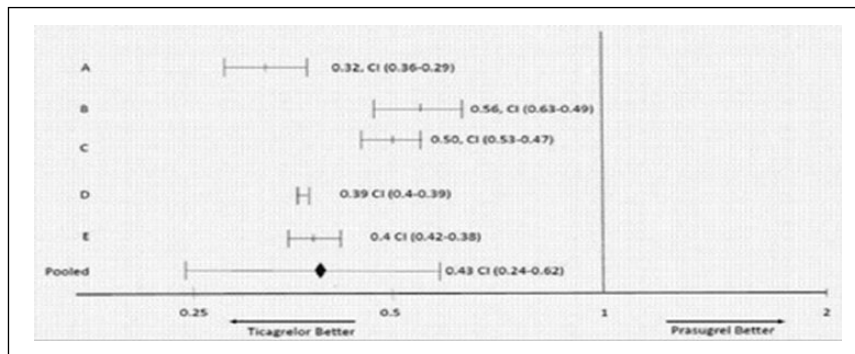 A 0.32, CI (0.36-0.29)
B 0.56, CI (0.63-0.49)
C 0.50, CI (0.53-0.47)
D 0.39 CI (0.4-0.39)
E 0.4 CI (0.42-0.38)
Pooled 0.43 CI (0.24-0.62)
0.25 0.5 1 2
Ticagrelor Better Prasugrel Better